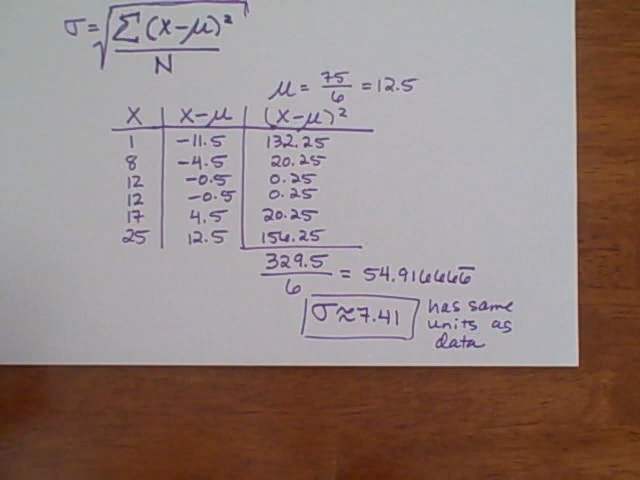 σ = √(Σ(X-μ)²/N)
μ = 75/6 = 12.5
X | X-μ | (X-μ)²
1 | -11.5 | 132.25
8 | -4.5 | 20.25
12 | -0.5 | 0.25
12 | -0.5 | 0.25
17 | 4.5 | 20.25
25 | 12.5 | 156.25
329.5/6 = 54.916666̅
σ ≈ 7.41
has same
units as
data